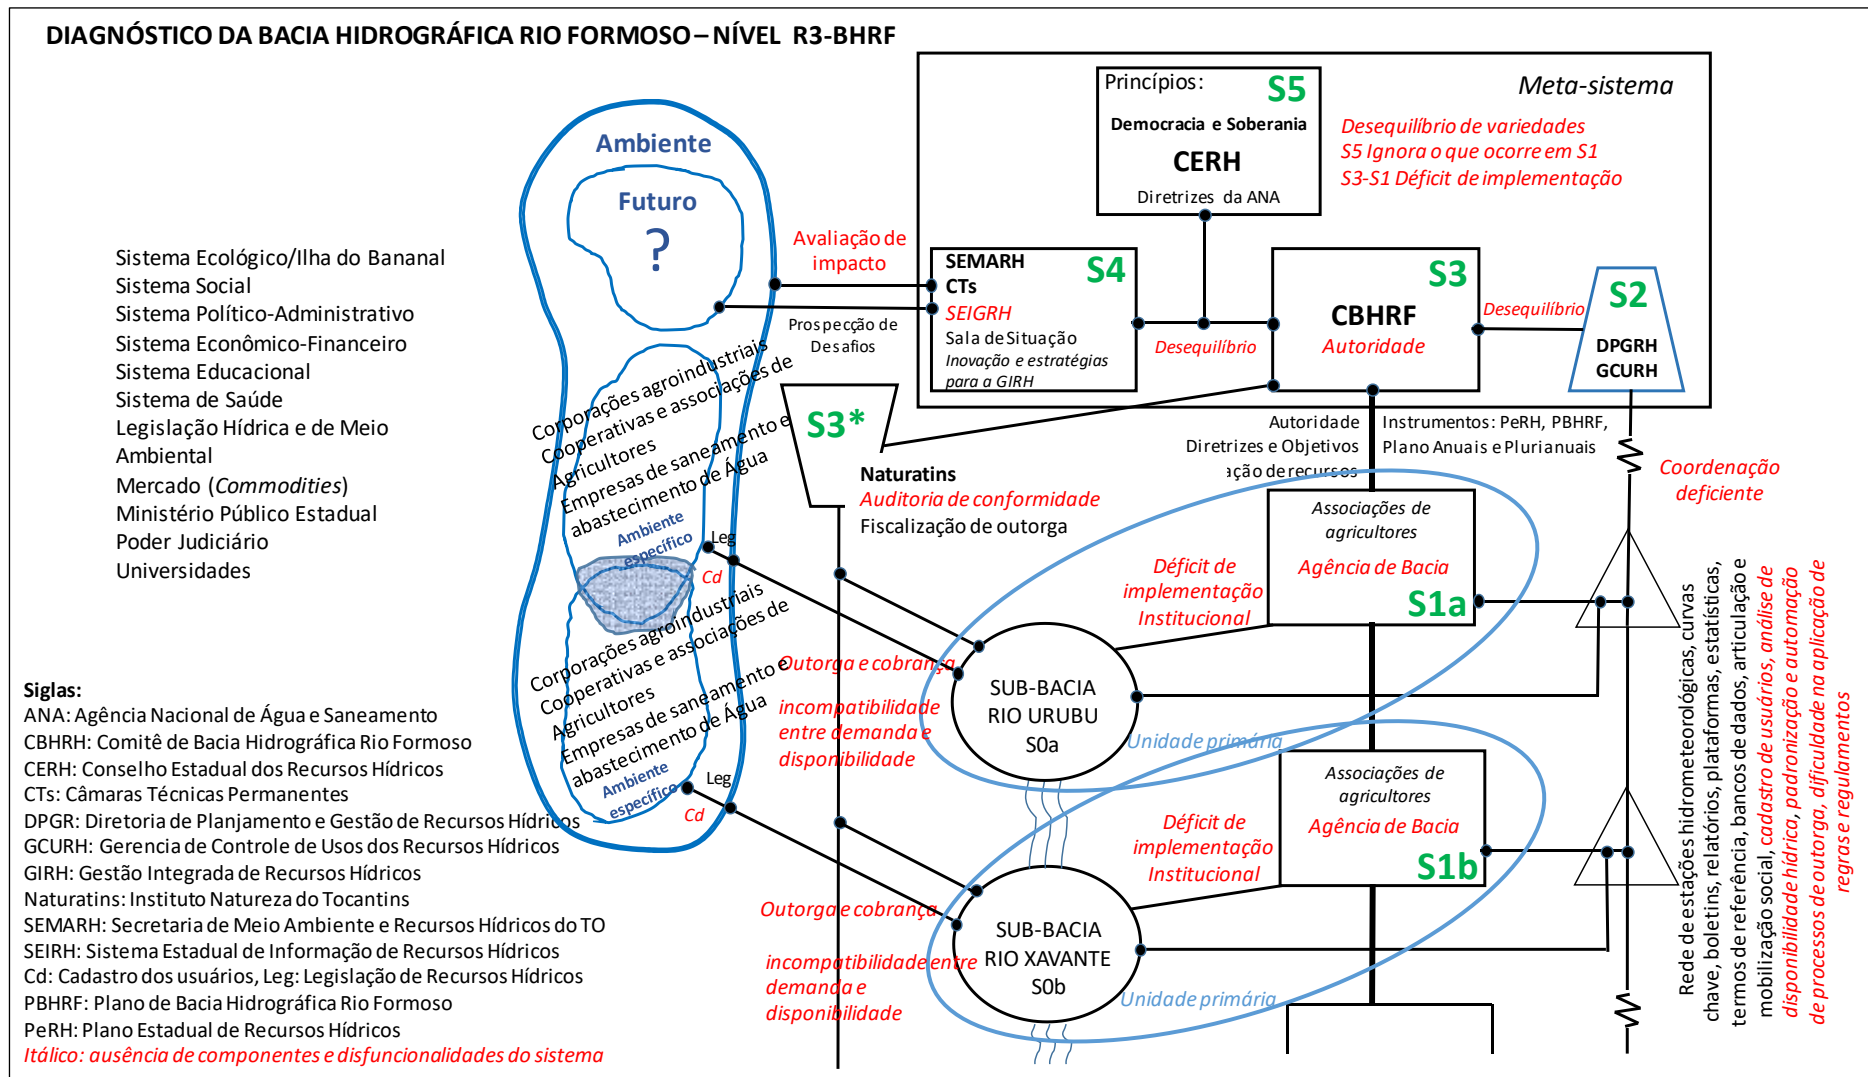 DIAGNÓSTICO DA BACIA HIDROGRÁFICA RIO FORMOSO – NÍVEL R3-BHRF
Meta-sistema
Princípios:
S5
Democracia e Soberania
CERH
Diretrizes da ANA
Desequilíbrio de variedades
S5 Ignora o que ocorre em S1
S3-S1 Déficit de implementação
Ambiente
Futuro
?
Avaliação de
impacto
Prospecção de
Desafios
SEMARH
CTs
SEIGRH
Sala de Situação
Inovação e estratégias
para a GIRH
S4
Desequilíbrio
S3
CBHRF
Autoridade
Desequilíbrio
S2
DPGRH
GCURH
Sistema Ecológico/Ilha do Bananal
Sistema Social
Sistema Político-Administrativo
Sistema Econômico-Financeiro
Sistema Educacional
Sistema de Saúde
Legislação Hídrica e de Meio
Ambiental
Mercado (Commodities)
Ministério Público Estadual
Poder Judiciário
Universidades
Corporações agroindustriais
Cooperativas e associações de
Agricultores
Empresas de saneamento e
abastecimento de Água
Ambiente
específico
Leg
Cd
S3*
Naturatins
Auditoria de conformidade
Fiscalização de outorga
Autoridade
Diretrizes e Objetivos
ação de recursos
Instrumentos: PeRH, PBHRF,
Plano Anuais e Plurianuais
Coordenação
deficiente
Associações de
agricultores
Agência de Bacia
S1a
Déficit de
implementação
Institucional
Outorga e cobrança
incompatibilidade
entre demanda e
disponibilidade
SUB-BACIA
RIO URUBU
S0a
Unidade primária
Corporações agroindustriais
Cooperativas e associações de
Agricultores
Empresas de saneamento e
abastecimento de Água
Ambiente
específico
Leg
Cd
Associações de
agricultores
Agência de Bacia
S1b
Déficit de
implementação
Institucional
Outorga e cobrança
incompatibilidade entre
demanda e
disponibilidade
SUB-BACIA
RIO XAVANTE
S0b
Unidade primária
Rede de estações hidrometeorológicas, curvas
chave, boletins, relatórios, plataformas, estatísticas,
termos de referência, bancos de dados, articulação e
mobilização social, cadastro de usuários, análise de
disponibilidade hídrica, padronização e automação
de processos de outorga, dificuldade na aplicação de
regras e regulamentos
Siglas:
ANA: Agência Nacional de Água e Saneamento
CBHRH: Comitê de Bacia Hidrográfica Rio Formoso
CERH: Conselho Estadual dos Recursos Hídricos
CTs: Câmaras Técnicas Permanentes
DPGR: Diretoria de Planjamento e Gestão de Recursos Hídricos
GCURH: Gerencia de Controle de Usos dos Recursos Hídricos
GIRH: Gestão Integrada de Recursos Hídricos
Naturatins: Instituto Natureza do Tocantins
SEMARH: Secretaria de Meio Ambiente e Recursos Hídricos do TO
SEIRH: Sistema Estadual de Informação de Recursos Hídricos
Cd: Cadastro dos usuários, Leg: Legislação de Recursos Hídricos
PBHRF: Plano de Bacia Hidrográfica Rio Formoso
PeRH: Plano Estadual de Recursos Hídricos
Itálico: ausência de componentes e disfuncionalidades do sistema